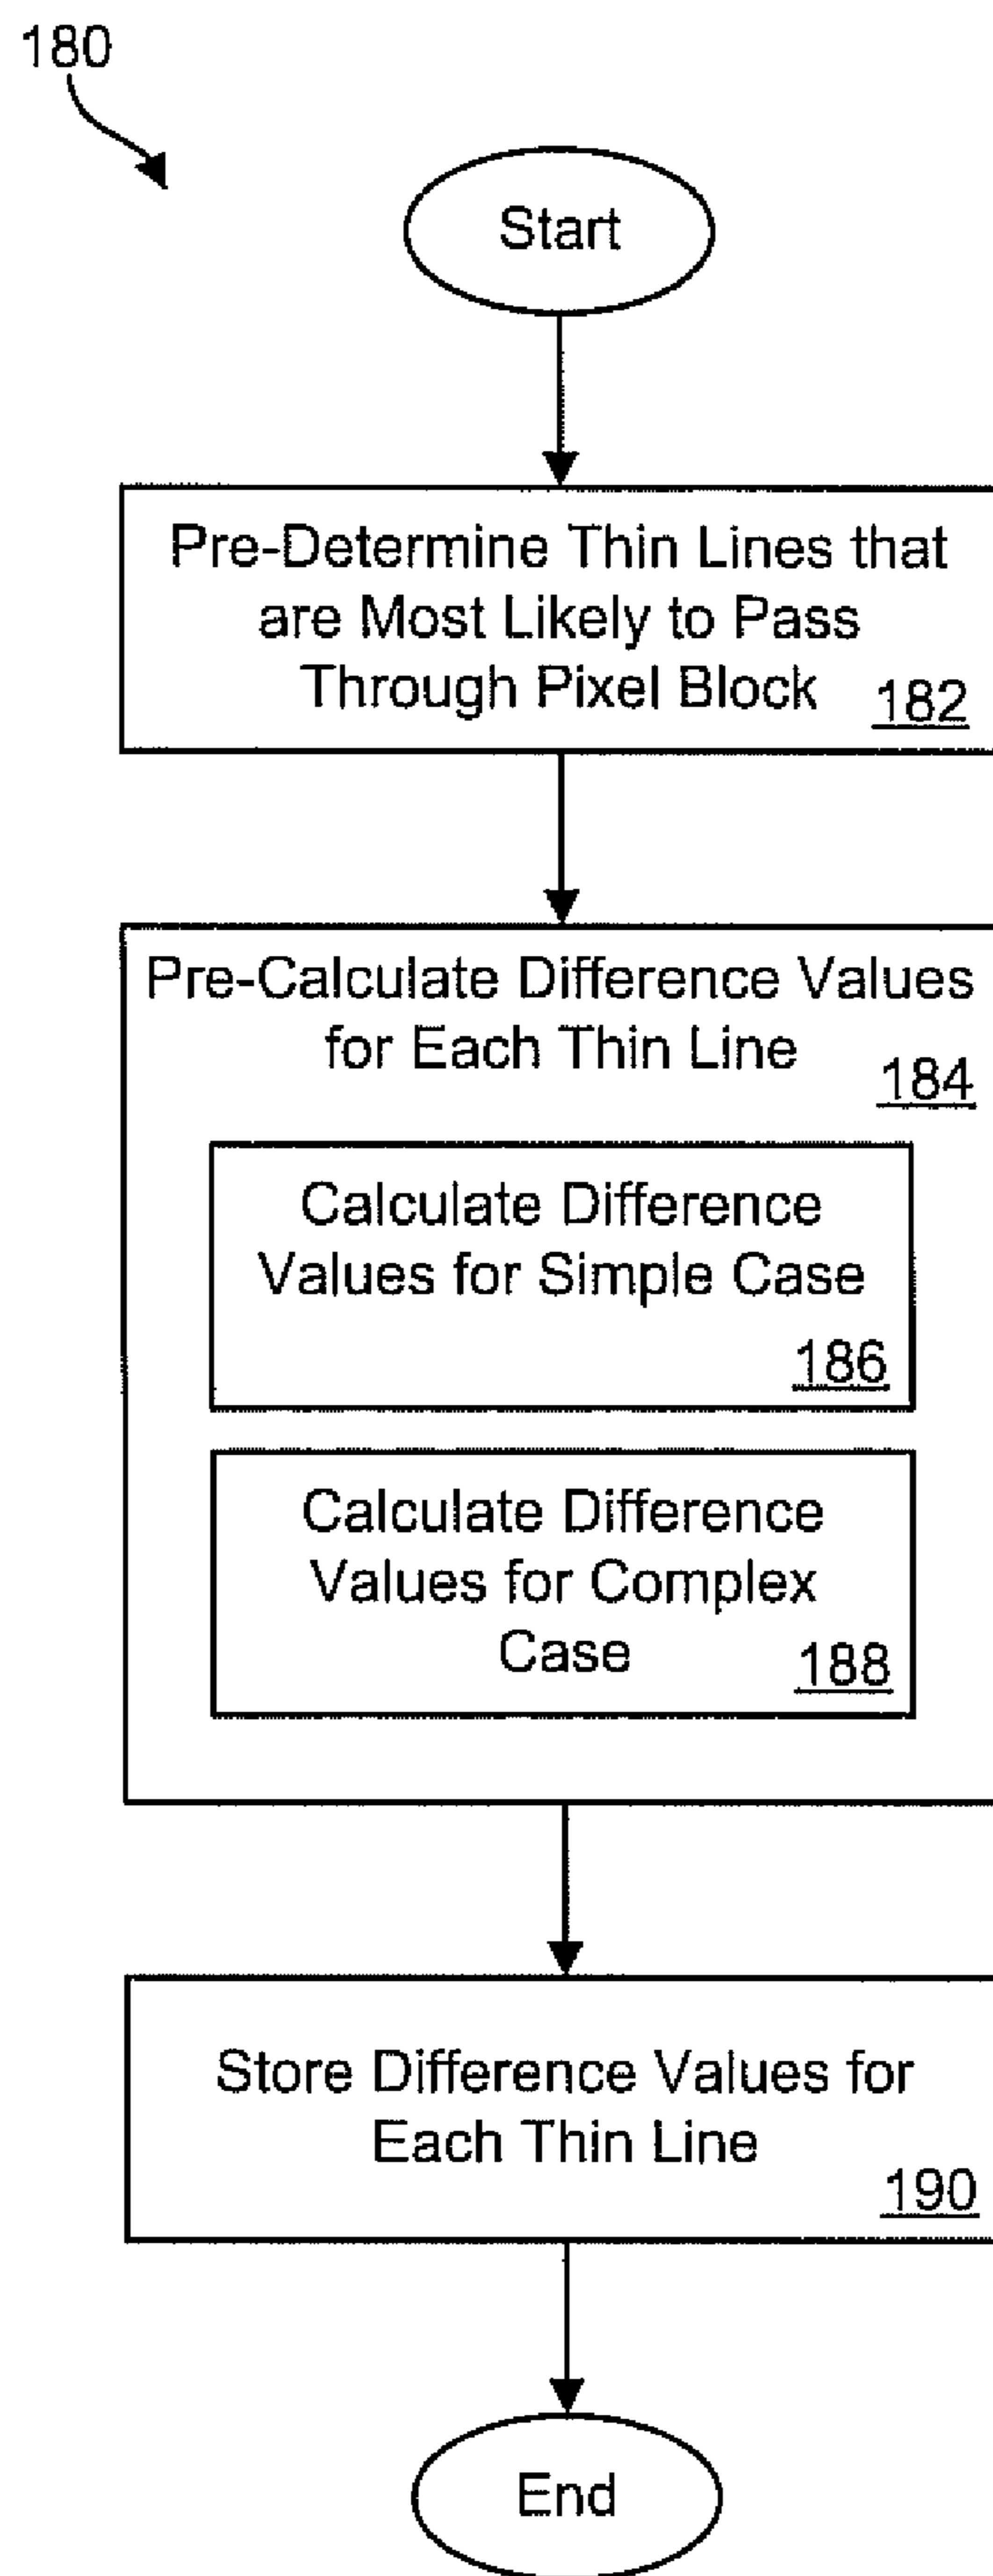 180
Start
Pre-Determine Thin Lines that
are Most Likely to Pass
Through Pixel Block
182
Pre-Calculate Difference Values
for Each Thin Line
184
Calculate Difference
Values for Simple Case
186
Calculate Difference
Values for Complex
Case
188
Store Difference Values for
Each Thin Line
190
End